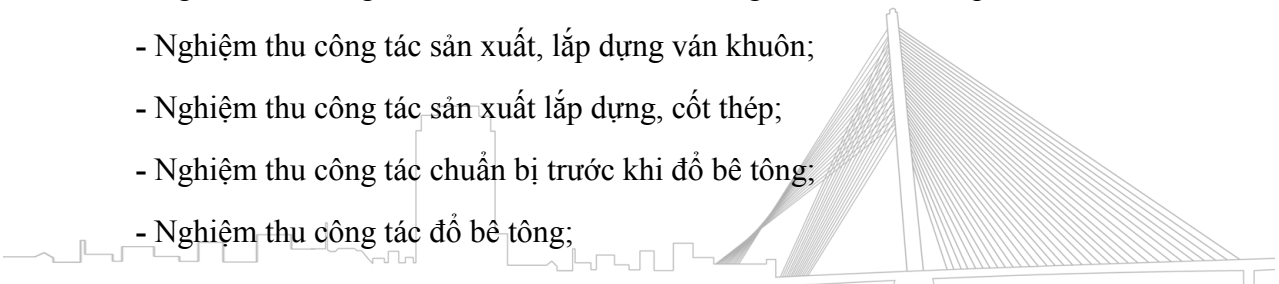 - Nghiệm thu công tác sản xuất, lắp dựng ván khuôn;
- Nghiệm thu công tác sản xuất lắp dựng, cốt thép;
- Nghiệm thu công tác chuẩn bị trước khi đổ bê tông;
- Nghiệm thu công tác đổ bê tông;